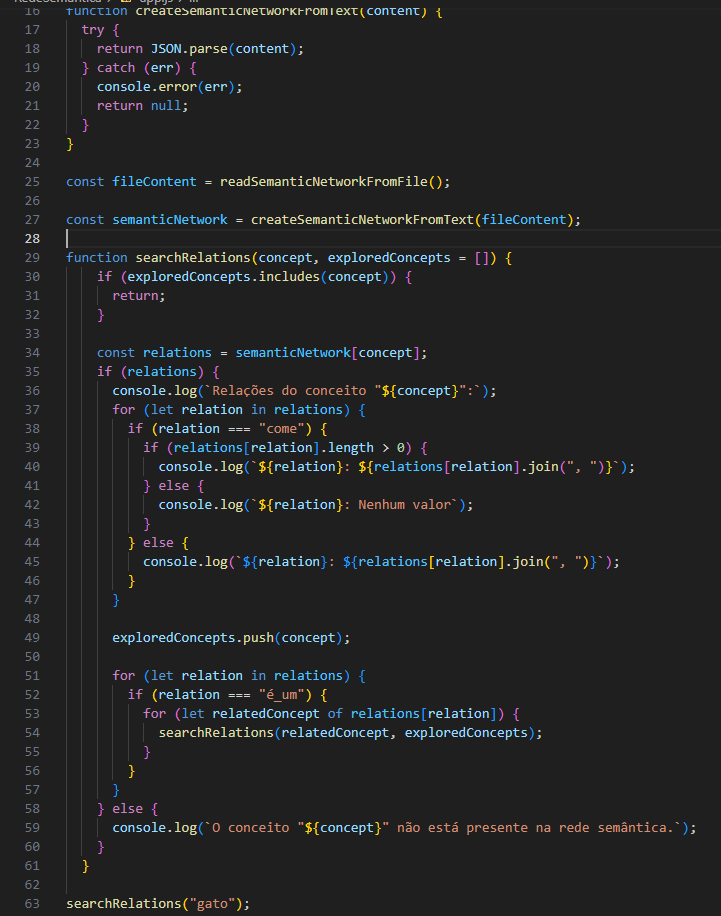 16 function createSemanticNetworkFromText(content) {
17 try {
18 return JSON.parse(content);
19 } catch (err) {
20 console.error(err);
21 return null;
22 }
23 }
24
25 const fileContent = readSemanticNetworkFromFile();
26
27 const semanticNetwork = createSemanticNetworkFromText(fileContent);
28
29 function searchRelations(concept, exploredConcepts = []) {
30 if (exploredConcepts.includes(concept)) {
31 return;
32 }
33
34 const relations = semanticNetwork[concept];
35 if (relations) {
36 console.log(`Relações do conceito "${concept}":`);
37 for (let relation in relations) {
38 if (relation === "come") {
39 if (relations[relation].length > 0) {
40 console.log(`${relation}: ${relations[relation].join(", ")}`);
41 } else {
42 console.log(`${relation}: Nenhum valor`);
43 }
44 } else {
45 console.log(`${relation}: ${relations[relation].join(", ")}`);
46 }
47 }
48
49 exploredConcepts.push(concept);
50
51 for (let relation in relations) {
52 if (relation === "é_um") {
53 for (let relatedConcept of relations[relation]) {
54 searchRelations(relatedConcept, exploredConcepts);
55 }
56 }
57 }
58 } else {
59 console.log(`O conceito "${concept}" não está presente na rede semântica.`);
60 }
61 }
62
63 searchRelations("gato");